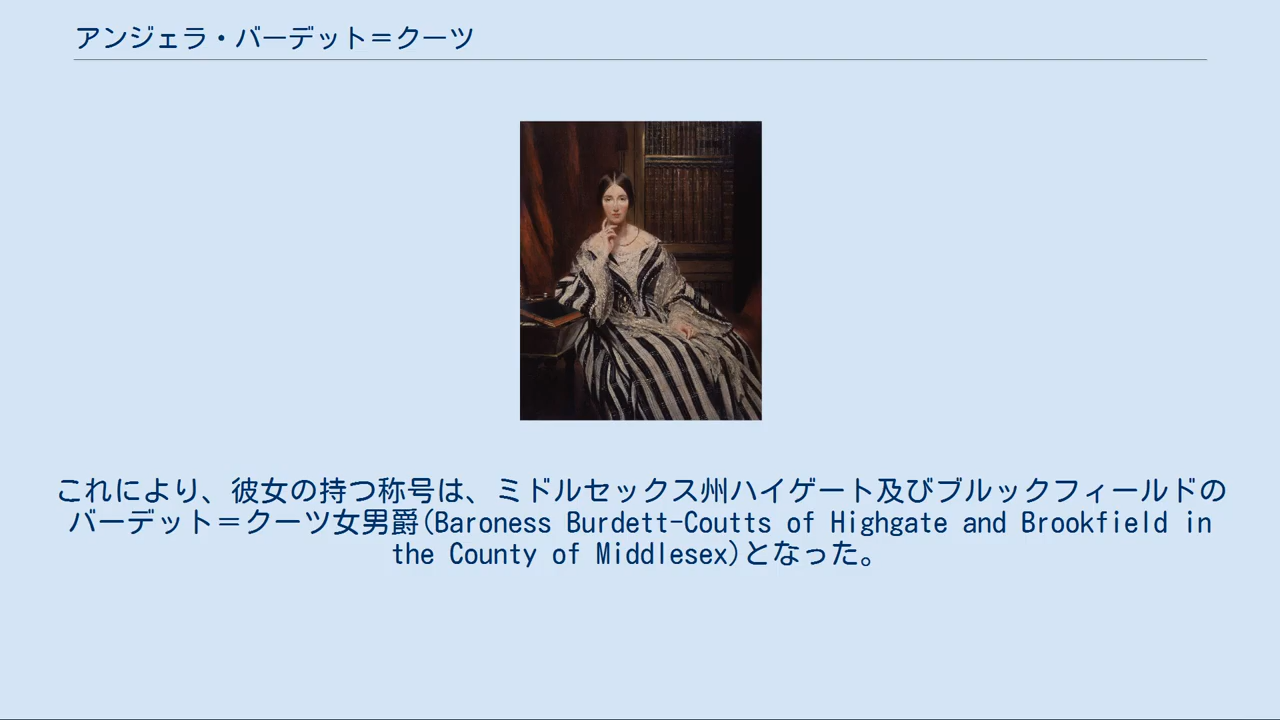 アンジェラ・バーデット＝クーツ
これにより、彼女の持つ称号は、ミドルセックス州ハイゲート及びブルックフィールドの
バーデット＝クーツ女男爵(Baroness Burdett-Coutts of Highgate and Brookfield in
the County of Middlesex)となった。